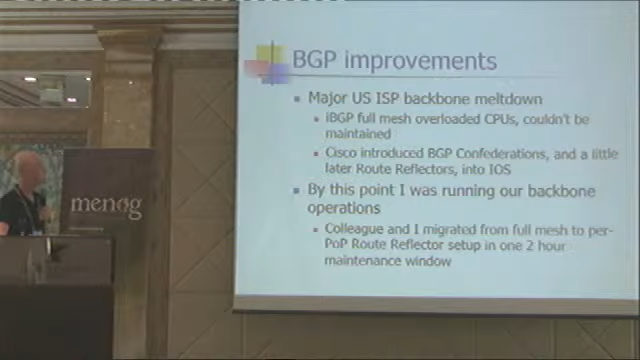 BGP improvements
Major US ISP backbone meltdown
iBGP full mesh overloaded CPUs, couldn't be
maintained
Cisco introduced BGP Confederations, and a little
later Route Reflectors, into IOS
By this point I was running our backbone
operations
Colleague and I migrated from full mesh to per-
PoP Route Reflector setup in one 2 hour
maintenance window
menog